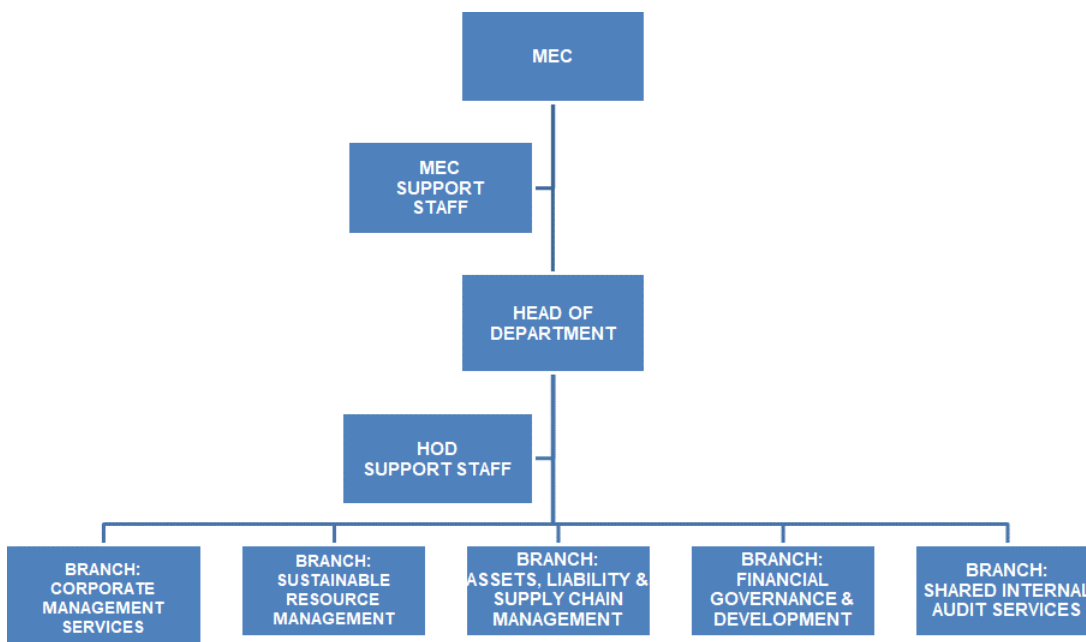 MEC
MEC
SUPPORT
STAFF
HEAD OF
DEPARTMENT
HOD
SUPPORT STAFF
BRANCH:
CORPORATE
MANAGEMENT
SERVICES
BRANCH:
SUSTAINABLE
RESOURCE
MANAGEMENT
BRANCH:
ASSETS, LIABILITY &
SUPPLY CHAIN
MANAGEMENT
BRANCH:
FINANCIAL
GOVERNANCE &
DEVELOPMENT
BRANCH:
SHARED INTERNAL
AUDIT SERVICES